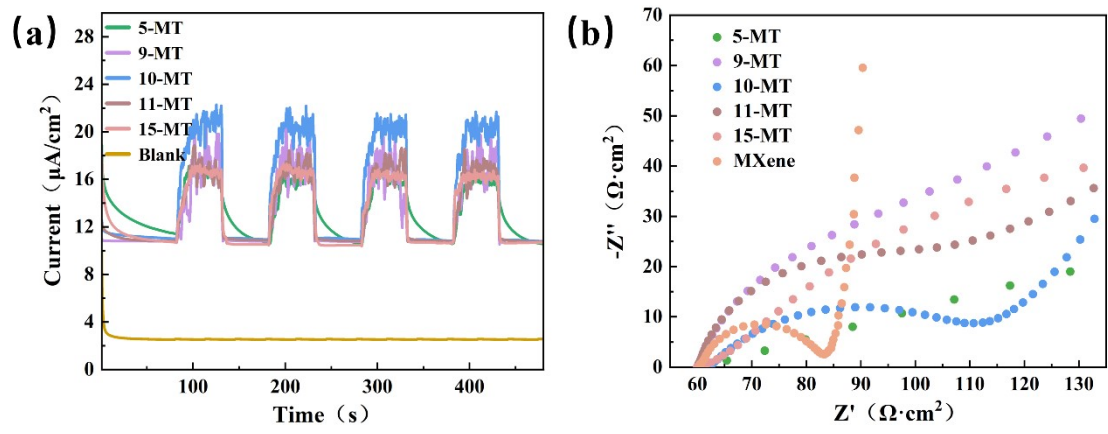 (a)
28
24
20
16
12
8
4
0
Current (μA/cm²)
5-MT
9-MT
10-MT
11-MT
15-MT
Blank
100
200
300
400
Time (s)
(b)
70
60
50
40
30
20
10
0
-Z'' (Ω·cm²)
5-MT
9-MT
10-MT
11-MT
15-MT
MXene
60
70
80
90
100
110
120
130
Z' (Ω·cm²)